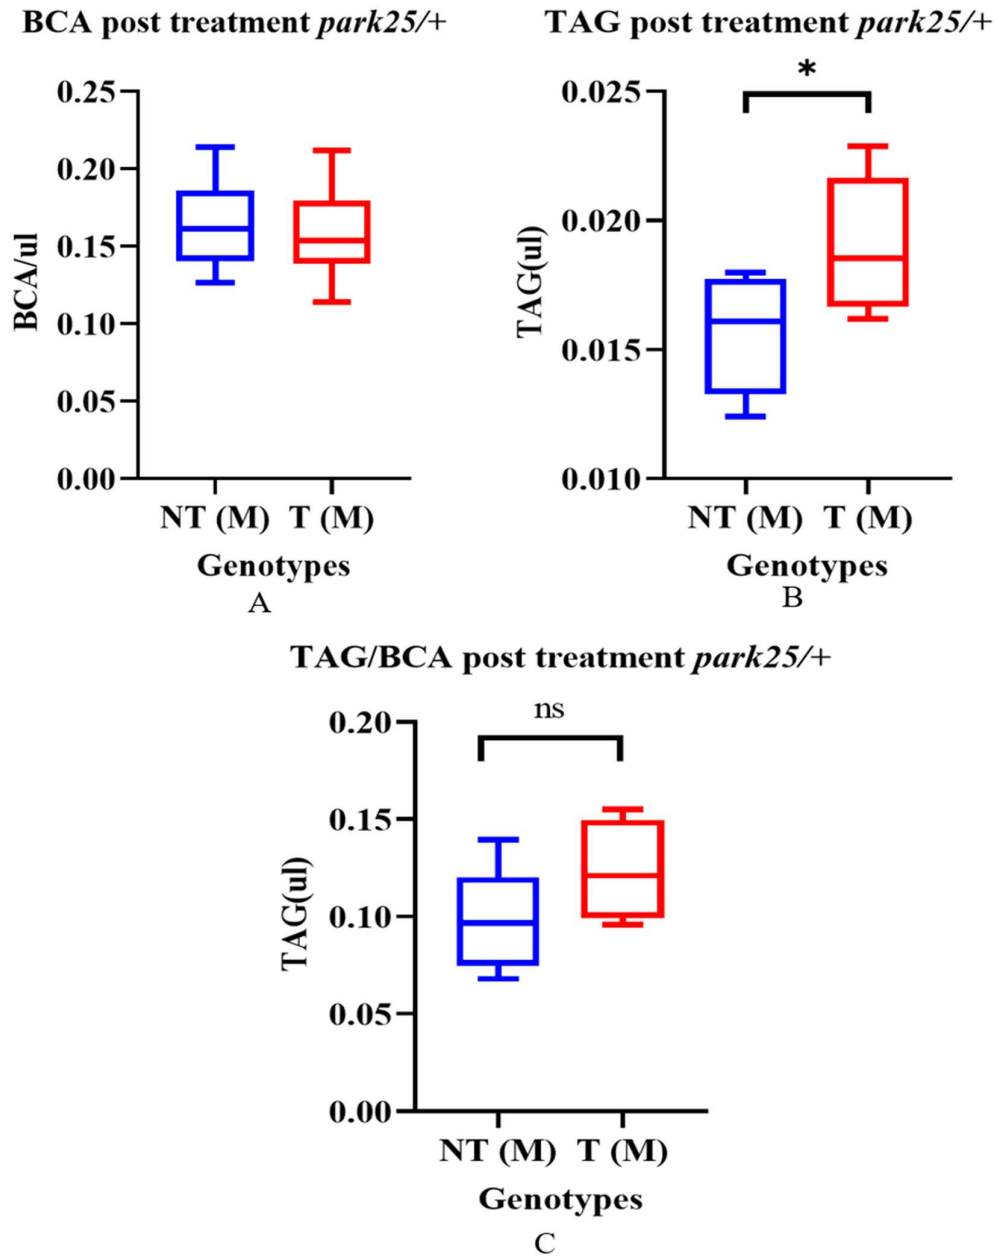 BCA post treatment park25/+
0.25
0.20
0.15
0.10
0.05
0.00
BCA/ul
NT (M) T (M)
Genotypes
A
TAG post treatment park25/+
*
0.025
0.020
0.015
0.010
TAG(ul)
NT (M) T (M)
Genotypes
B
TAG/BCA post treatment park25/+
ns
0.20
0.15
0.10
0.05
0.00
TAG(ul)
NT (M) T (M)
Genotypes
C